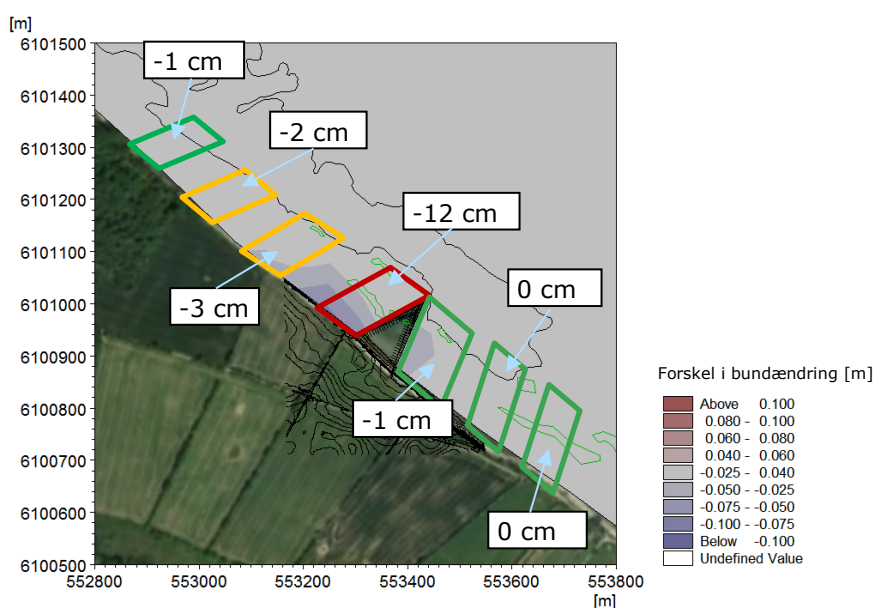 [m]
6101500
-1 cm
6101400
-2 cm
6101300
6101200
-12 cm
6101100
0 cm
-3 cm
6101000
6100900
Forskel i bundændring [m]
-1 cm
Above 0.100
6100800
0.080 - 0.100
0.060 - 0.080
0.040 - 0.060
6100700
-0.025 - 0.040
-0.050 - -0.025
0 cm
-0.075 - -0.050
6100600
-0.100 - -0.075
Below -0.100
Undefined Value
6100500
552800 553000 553200 553400 553600 553800
[m]